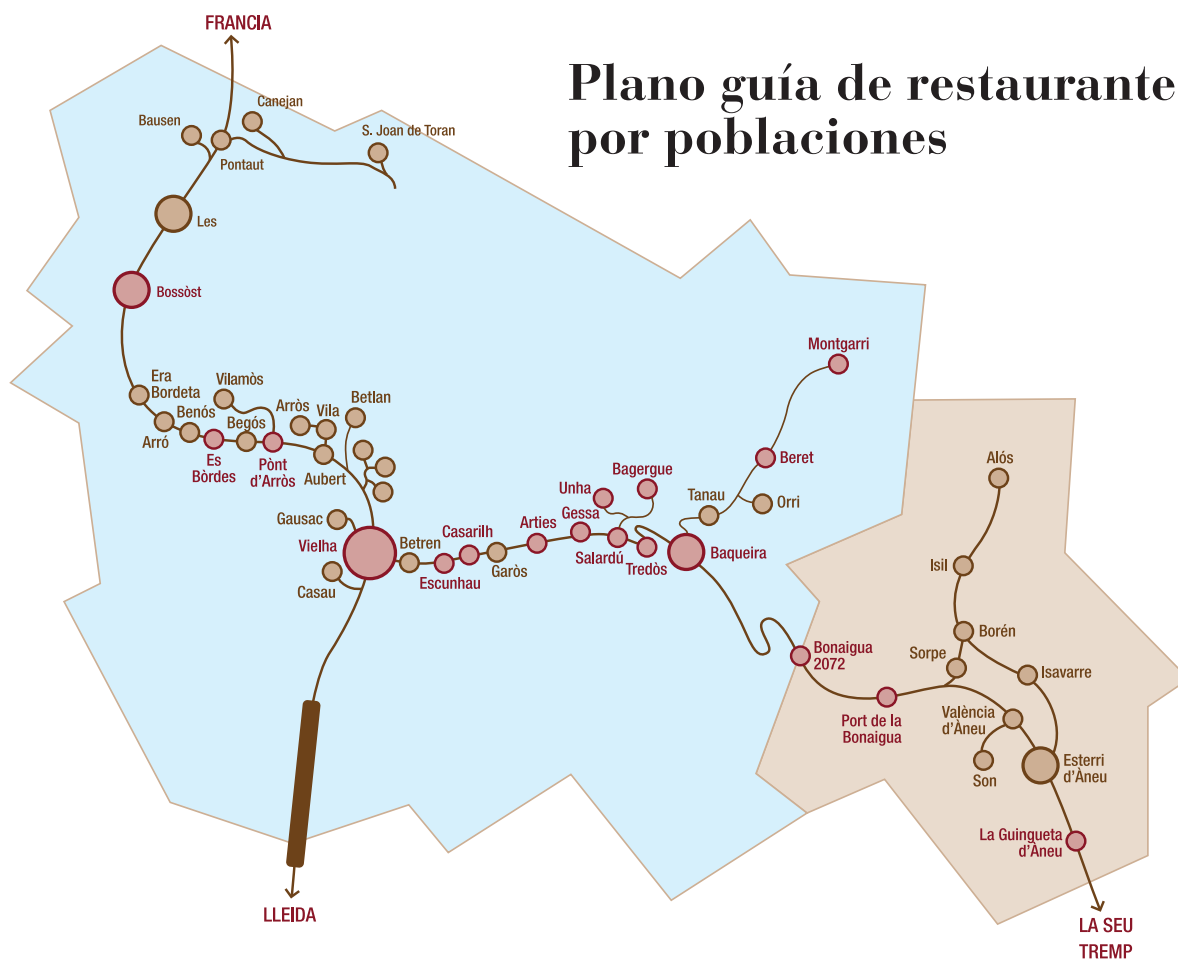 FRANCIA
Plano guía de restaurante
por poblaciones
Canejan
Bausen
S. Joan de Toran
Pontaut
Les
Bossòst
Montgarri
Era
Bordeta
Vilamòs
Betlan
Arròs
Vila
Benós
Begós
Arró
Es
Bòrdes
Pònt
d'Arròs
Aubert
Bagergue
Beret
Alós
Unha
Tanau
Orri
Gessa
Gausac
Arties
Casarilh
Vielha
Betren
Salardú
Baqueira
Garòs
Tredòs
Escunhau
Casau
Isil
Borén
Bonaigua
2072
Sorpe
Isavarre
València
d'Àneu
Port de la
Bonaigua
Son
Esterri
d'Àneu
La Guingueta
d'Àneu
LLEIDA
LA SEU
TREMP